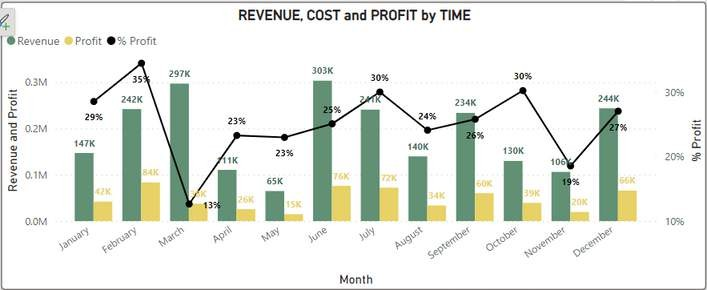 REVENUE, COST and PROFIT by TIME
Revenue Profit % Profit
Revenue and Profit
0.3M
0.2M
0.1M
0.0M
147K
242K
297K
111K
65K
303K
241K
140K
234K
130K
106K
244K
42K
84K
26K
15K
76K
72K
34K
60K
39K
20K
66K
29%
35%
13%
23%
23%
25%
30%
24%
26%
30%
19%
27%
30%
20%
10%
% Profit
January
February
March
April
May
June
July
August
September
October
November
December
Month